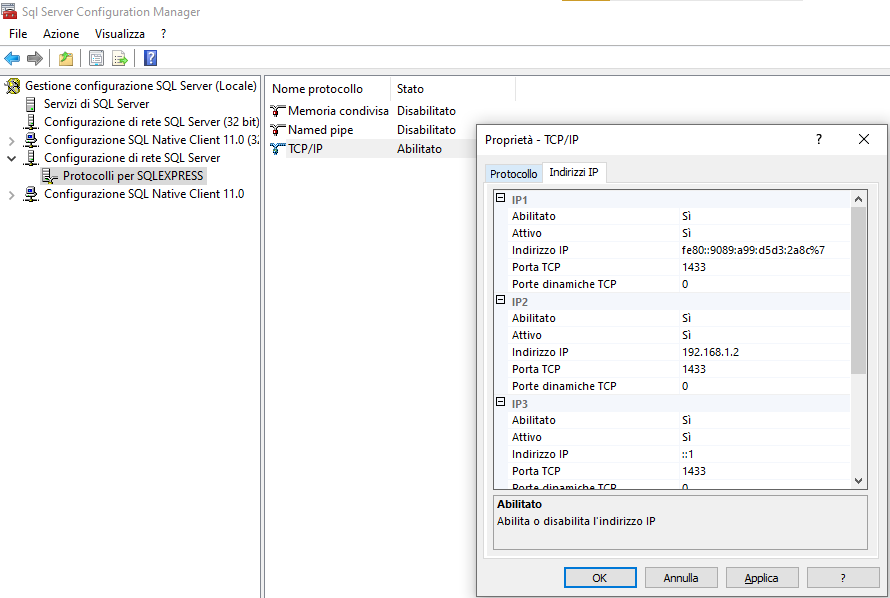 Sql Server Configuration Manager
File Azione Visualizza ?
Gestione configurazione SQL Server (Locale)
Servizi di SQL Server
Configurazione di rete SQL Server (32 bit)
Configurazione SQL Native Client 11.0 (32
Configurazione di rete SQL Server
Protocolli per SQLEXPRESS
Configurazione SQL Native Client 11.0
Nome protocollo Stato
Memoria condivisa Disabilitato
Named pipe Disabilitato
TCP/IP Abilitato
Proprietà - TCP/IP ?
Protocollo Indirizzi IP
IP1
Abilitato Sì
Attivo Sì
Indirizzo IP fe80::9089:a99:d5d3:2a8c%7
Porta TCP 1433
Porte dinamiche TCP 0
IP2
Abilitato Sì
Attivo Sì
Indirizzo IP 192.168.1.2
Porta TCP 1433
Porte dinamiche TCP 0
IP3
Abilitato Sì
Attivo Sì
Indirizzo IP ::1
Porta TCP 1433
Porte dinamiche TCP 0
Abilitato
Abilita o disabilita l'indirizzo IP
OK Annulla Applica ?